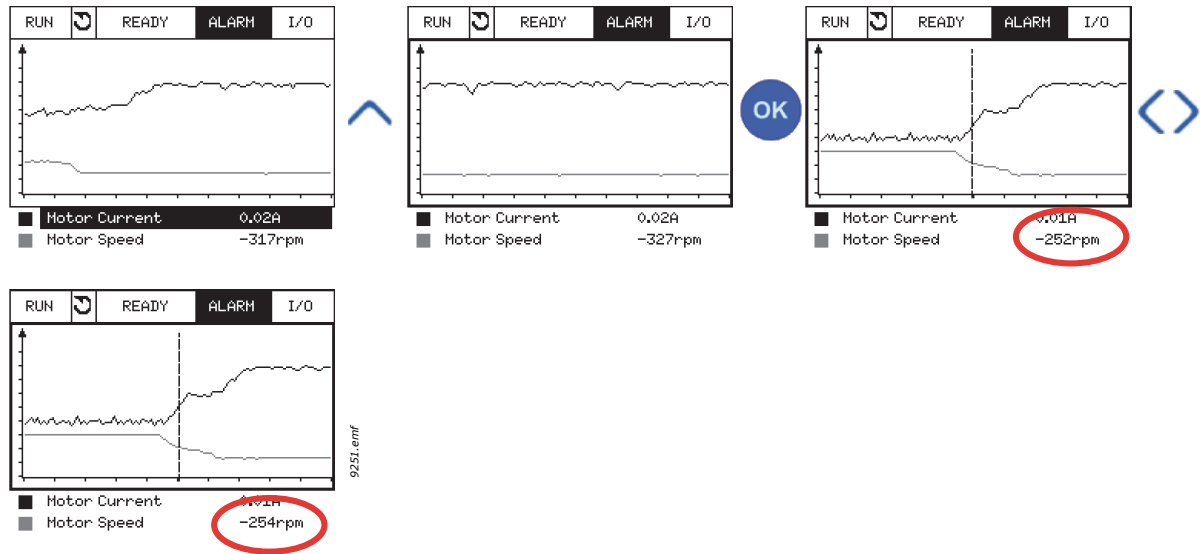 RUN READY ALARM I/O
Motor Current 0.02A
Motor Speed -317rpm
RUN READY ALARM I/O
Motor Current 0.02A
Motor Speed -327rpm
OK
RUN READY ALARM I/O
Motor Current 0.01A
Motor Speed -252rpm
RUN READY ALARM I/O
Motor Current 0.01A
Motor Speed -254rpm
9251.emf